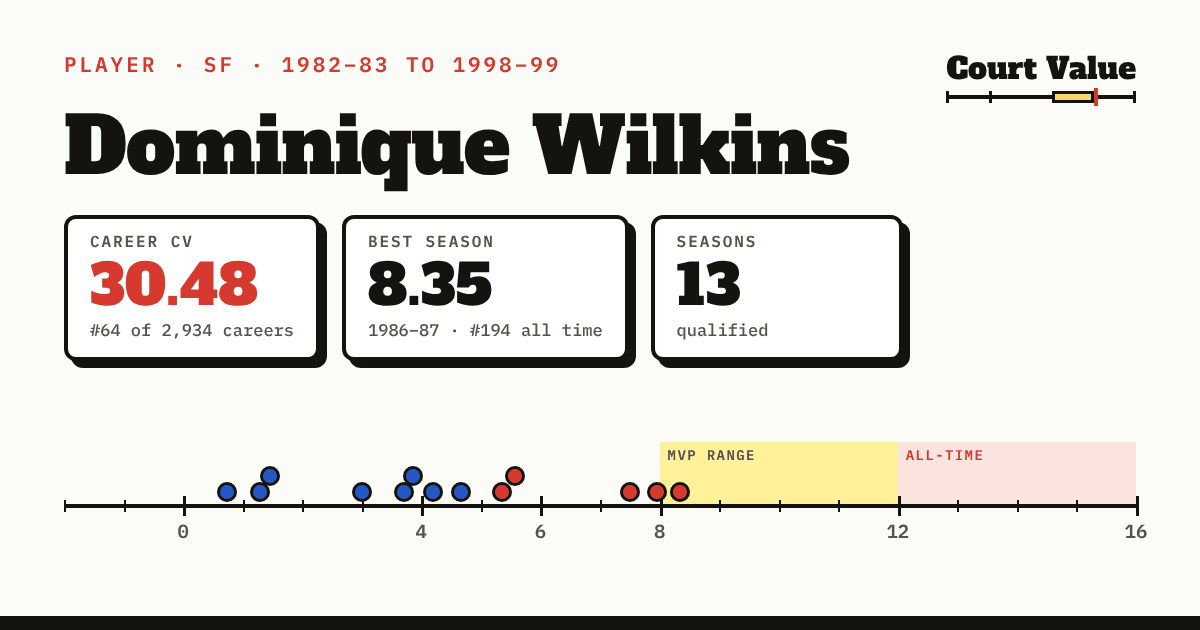 PLAYER · SF · 1982–83 TO 1998–99
Court Value
Dominique Wilkins
CAREER CV
30.48
#64 of 2,934 careers
BEST SEASON
8.35
1986–87 · #194 all time
SEASONS
13
qualified
MVP RANGE
ALL-TIME
0 4 6 8 12 16